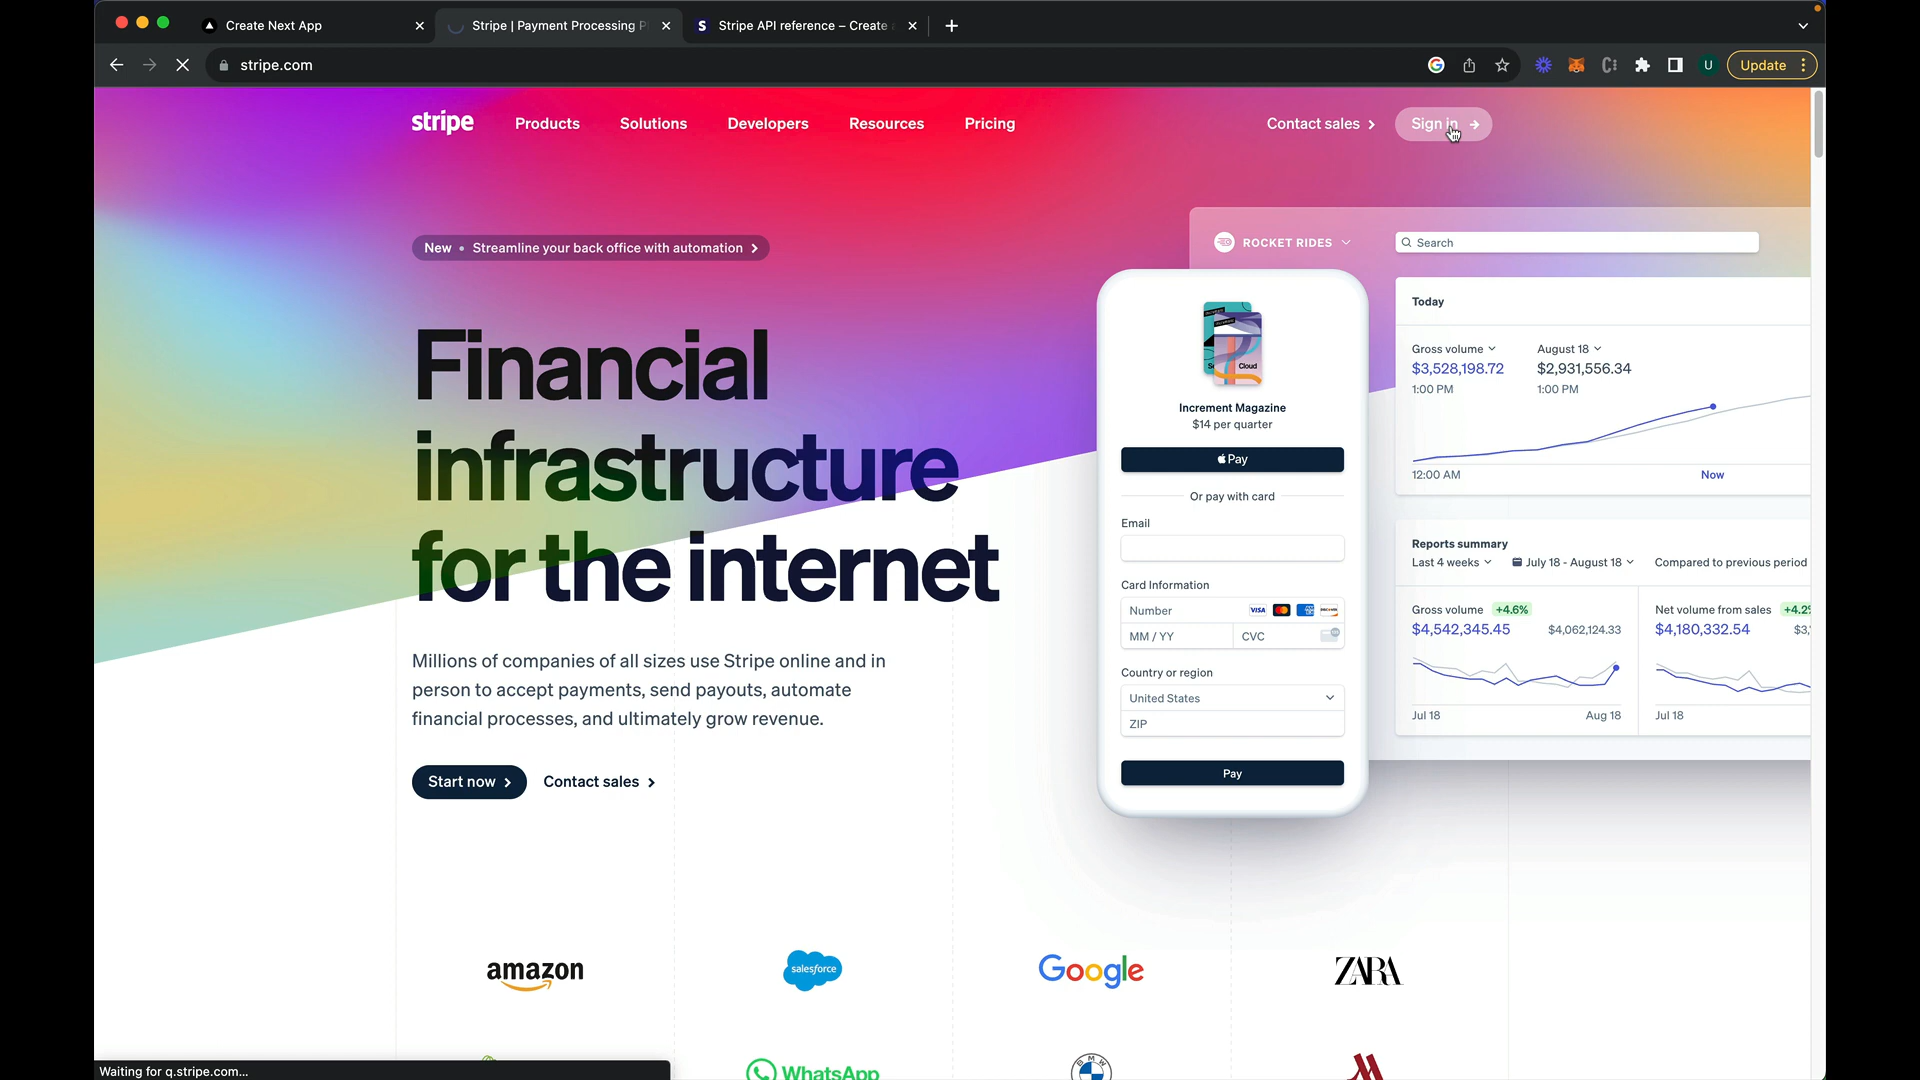 Create Next App
Stripe | Payment Processing P
Stripe API reference – Create
stripe.com
U
Update
stripe
Products
Solutions
Developers
Resources
Pricing
Contact sales
Sign in
New • Streamline your back office with automation
Financial
infrastructure
for the internet
Millions of companies of all sizes use Stripe online and in
person to accept payments, send payouts, automate
financial processes, and ultimately grow revenue.
Start now
Contact sales
ROCKET RIDES
Search
Cloud
Increment Magazine
$14 per quarter
Pay
Or pay with card
Email
Card Information
Number
VISA
MM / YY
CVC
Country or region
United States
ZIP
Pay
Today
Gross volume
August 18
$3,528,198.72
$2,931,556.34
1:00 PM
1:00 PM
12:00 AM
Now
Reports summary
Last 4 weeks
July 18 - August 18
Compared to previous period
Gross volume +4.6%
$4,542,345.45
$4,062,124.33
Jul 18
Aug 18
Net volume from sales +4.2%
$4,180,332.54
$3,
Jul 18
amazon
salesforce
Google
ZARA
WhatsApp
BMW
Waiting for q.stripe.com...